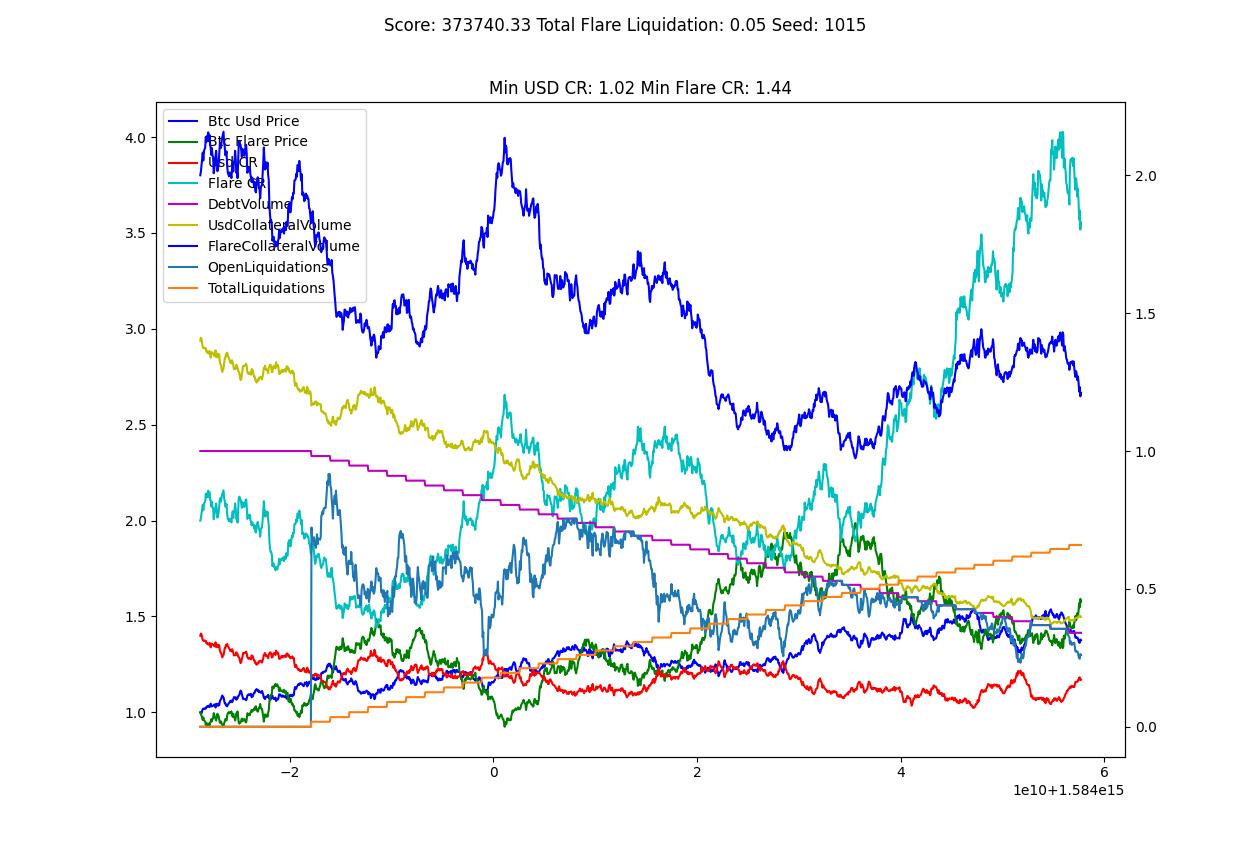 Score: 373740.33 Total Flare Liquidation: 0.05 Seed: 1015
Min USD CR: 1.02 Min Flare CR: 1.44
Btc Usd Price
Btc Flare Price
Usd CR
Flare CR
DebtVolume
UsdCollateralVolume
FlareCollateralVolume
OpenLiquidations
TotalLiquidations
4.0
3.5
3.0
2.5
2.0
1.5
1.0
2.0
1.5
1.0
0.5
0.0
−2
0
2
4
6
1e10+1.584e15